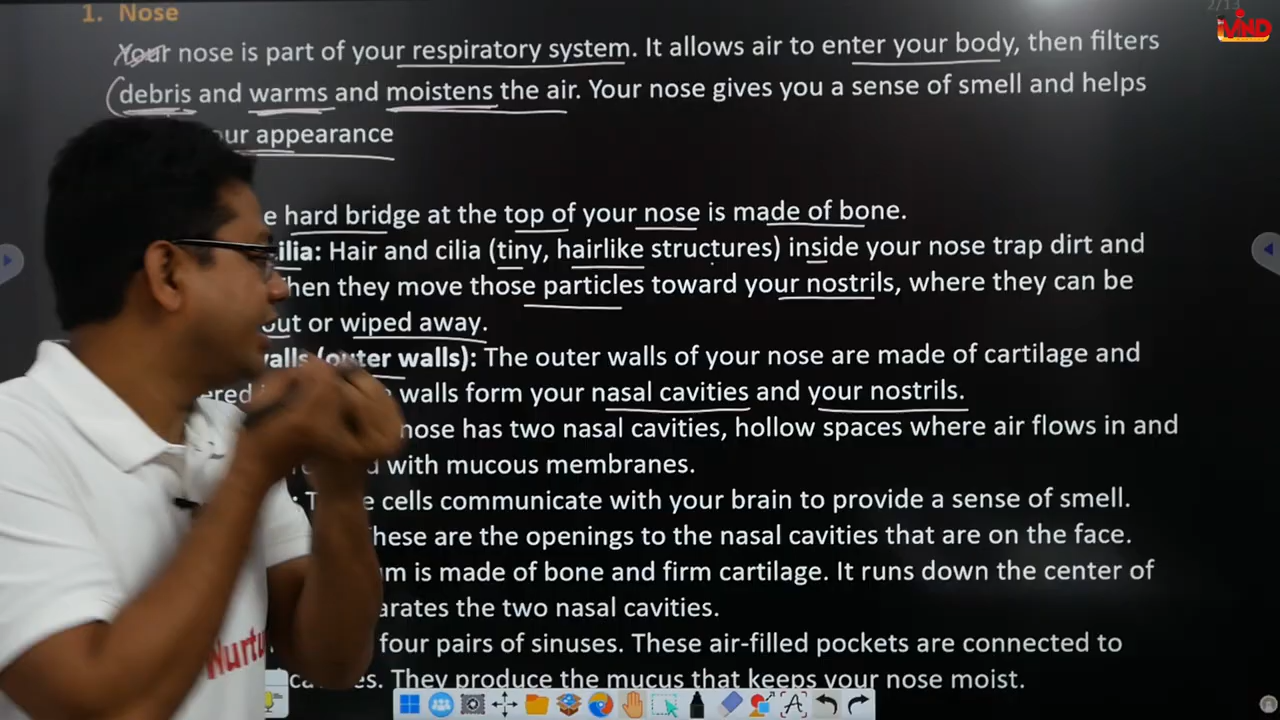 2/13
MIND
1. Nose
Your nose is part of your respiratory system. It allows air to enter your body, then filters
debris and warms and moistens the air. Your nose gives you a sense of smell and helps
our appearance
e hard bridge at the top of your nose is made of bone.
ilia: Hair and cilia (tiny, hairlike structures) inside your nose trap dirt and
hen they move those particles toward your nostrils, where they can be
out or wiped away.
walls (outer walls): The outer walls of your nose are made of cartilage and
ered walls form your nasal cavities and your nostrils.
nose has two nasal cavities, hollow spaces where air flows in and
d with mucous membranes.
: These cells communicate with your brain to provide a sense of smell.
hese are the openings to the nasal cavities that are on the face.
um is made of bone and firm cartilage. It runs down the center of
arates the two nasal cavities.
four pairs of sinuses. These air-filled pockets are connected to
es. They produce the mucus that keeps your nose moist.
Nurtu